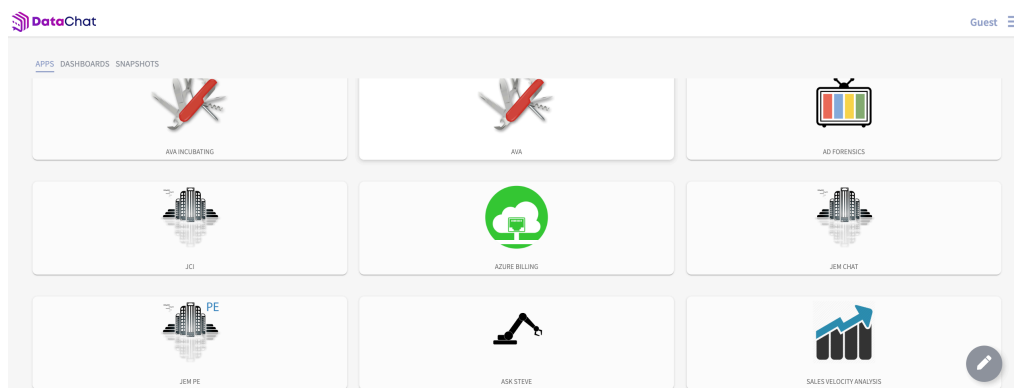 DataChat
Guest
APPS DASHBOARDS SNAPSHOTS
AVA INCUBATING
AVA
AD FORENSICS
JCI
AZURE BILLING
JEM CHAT
PE
JEM PE
ASK STEVE
SALES VELOCITY ANALYSIS